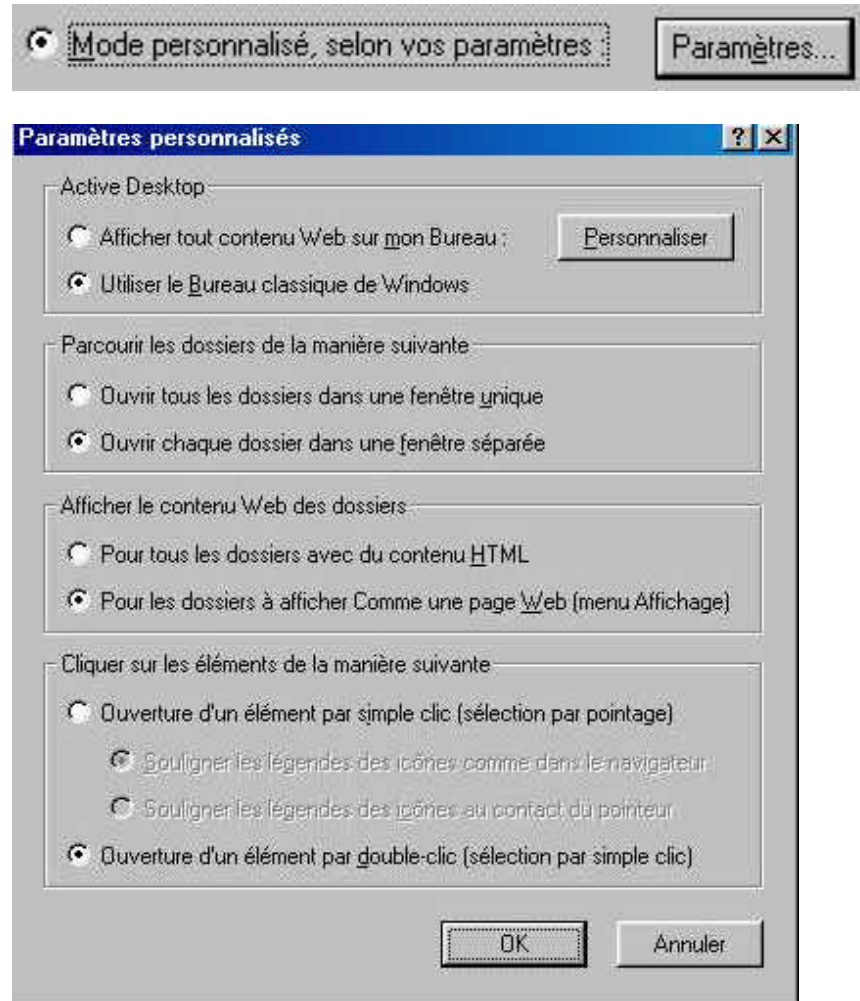 Mode personnalisé, selon vos paramètres :
Paramètres...
Paramètres personnalisés
Active Desktop
Afficher tout contenu Web sur mon Bureau :
Personnaliser
Utiliser le Bureau classique de Windows
Parcourir les dossiers de la manière suivante
Ouvrir tous les dossiers dans une fenêtre unique
Ouvrir chaque dossier dans une fenêtre séparée
Afficher le contenu Web des dossiers
Pour tous les dossiers avec du contenu HTML
Pour les dossiers à afficher Comme une page Web (menu Affichage)
Cliquer sur les éléments de la manière suivante
Ouverture d'un élément par simple clic (sélection par pointage)
Souligner les légendes des icônes comme dans le navigateur
Souligner les légendes des icônes au contact du pointeur
Ouverture d'un élément par double-clic (sélection par simple clic)
OK
Annuler